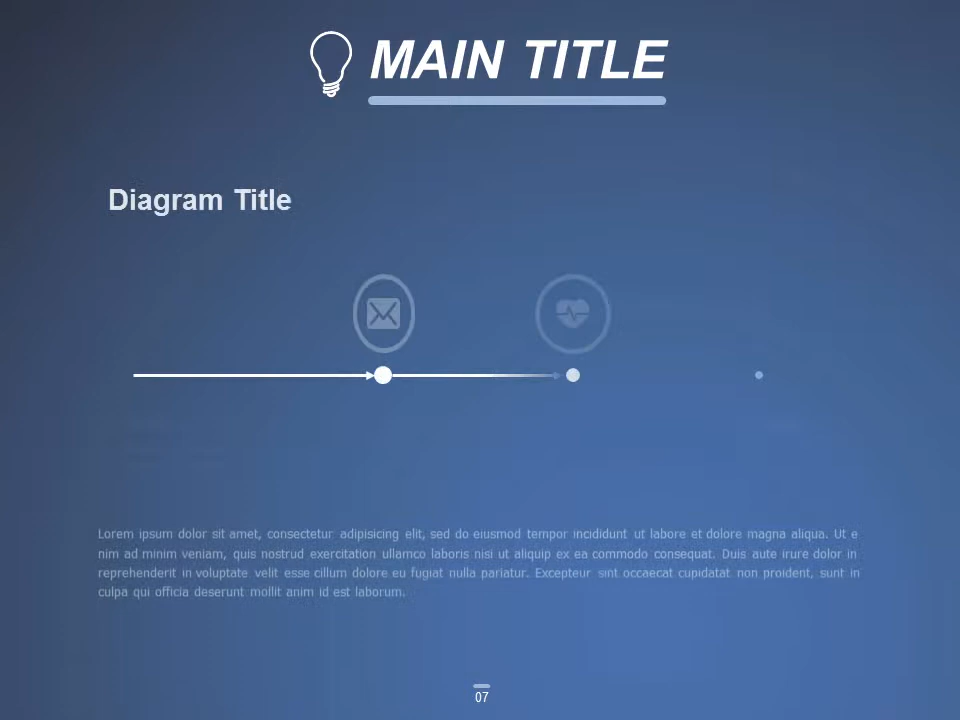 MAIN TITLE
Diagram Title
Lorem ipsum dolor sit amet, consectetur adipisicing elit, sed do eiusmod tempor incididunt ut labore et dolore magna aliqua. Ut e
nim ad minim veniam, quis nostrud exercitation ullamco laboris nisi ut aliquip ex ea commodo consequat. Duis aute irure dolor in
reprehenderit in voluptate velit esse cillum dolore eu fugiat nulla pariatur. Excepteur sint occaecat cupidatat non proident, sunt in
culpa qui officia deserunt mollit anim id est laborum.
07